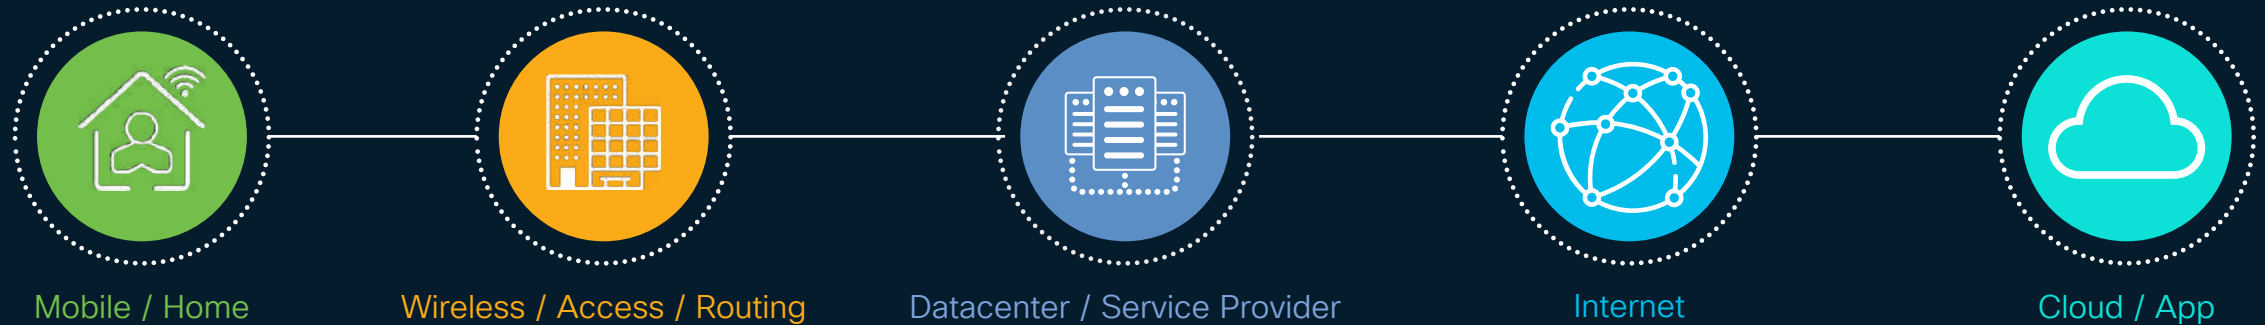 Mobile / Home
Wireless / Access / Routing
Datacenter / Service Provider
Internet
Cloud / App